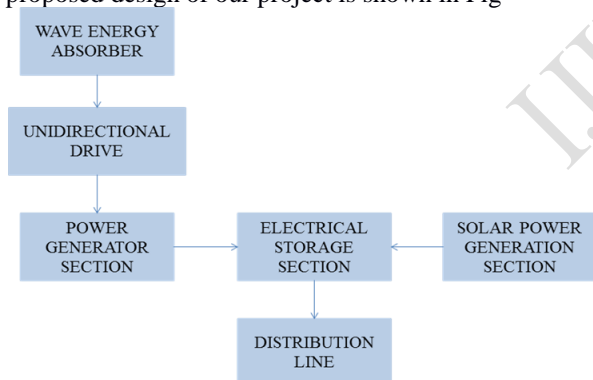 proposed design of our project is shown in Fig
WAVE ENERGY
ABSORBER
UNIDIRECTIONAL
DRIVE
POWER
GENERATOR
SECTION
ELECTRICAL
STORAGE
SECTION
SOLAR POWER
GENERATION
SECTION
DISTRIBUTION
LINE